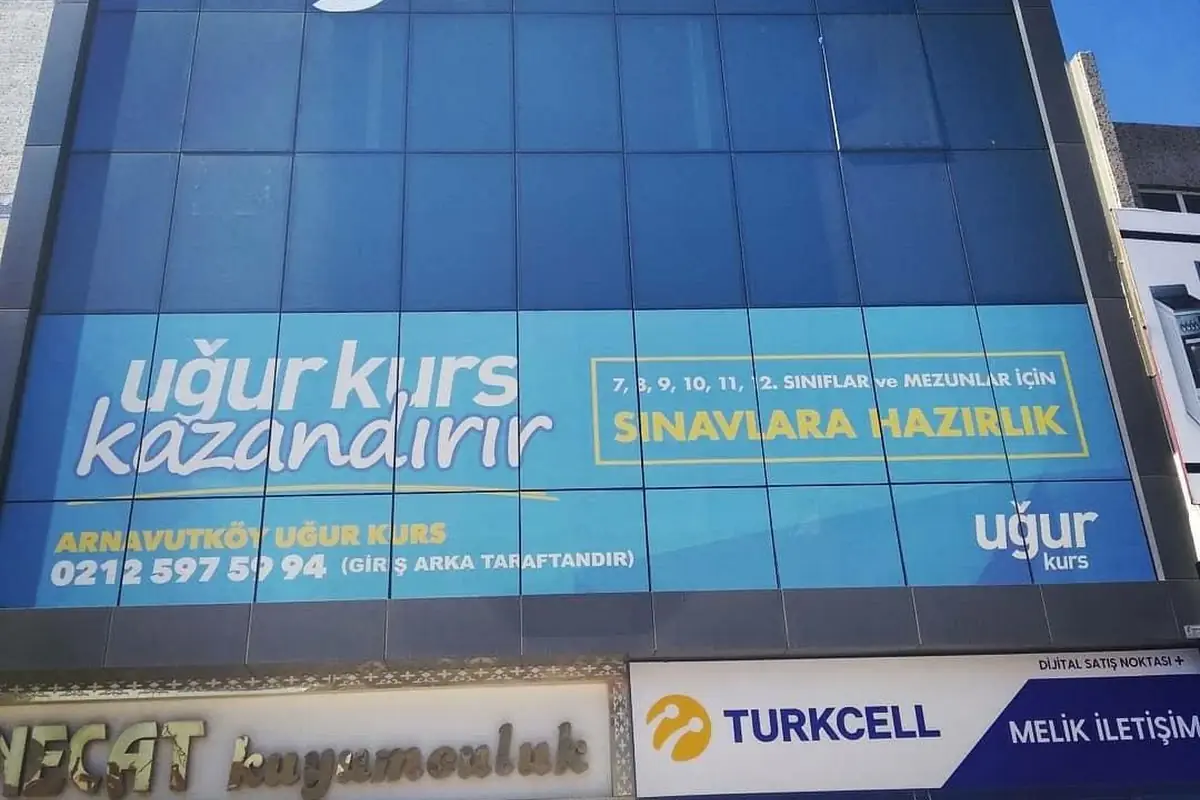 uğur kurs
kazandırır
7, 8, 9, 10, 11, 12. SINIFLAR ve MEZUNLAR İÇİN
SINAVLARA HAZIRLIK
ARNAVUTKÖY UĞUR KURS
0212 597 59 94 (GİRİŞ ARKA TARAFTANDIR)
uğur
kurs
NECAT kuyumculuk
DİJİTAL SATIŞ NOKTASI +
TURKCELL
MELİK İLETİŞİM